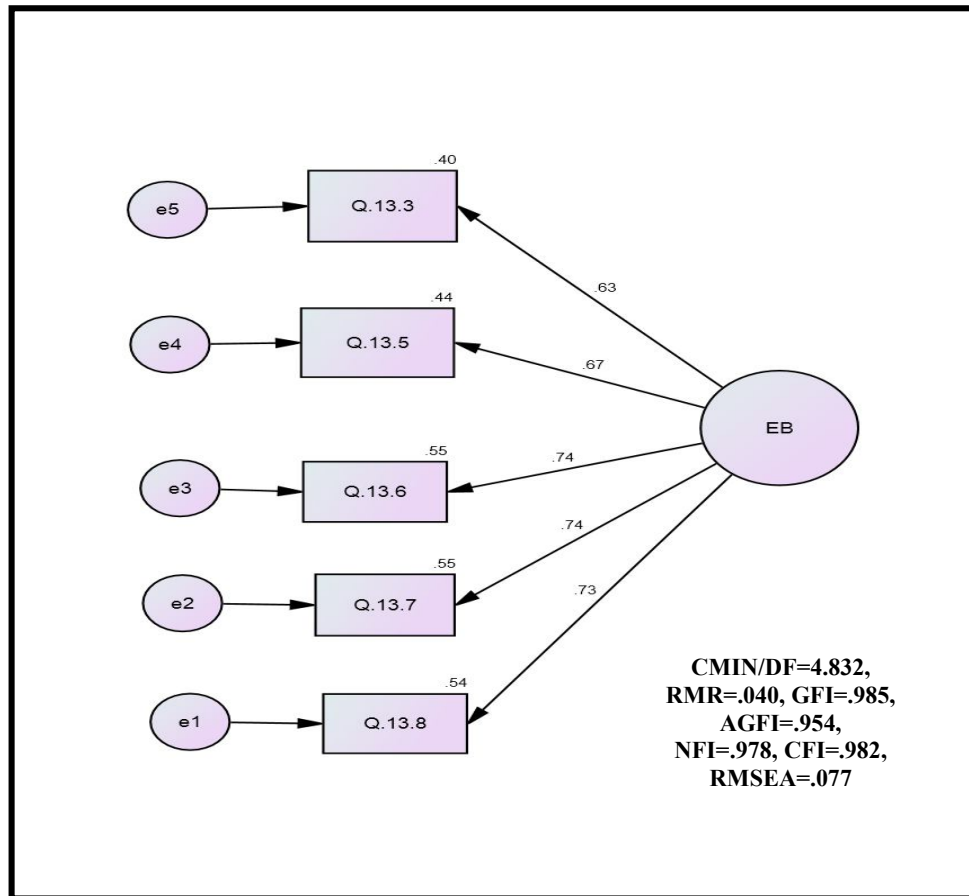 .40
e5
Q.13.3
.63
.44
e4
Q.13.5
.67
EB
.55
.74
e3
Q.13.6
.74
.55
e2
Q.13.7
.73
.54
e1
Q.13.8
CMIN/DF=4.832,
RMR=.040, GFI=.985,
AGFI=.954,
NFI=.978, CFI=.982,
RMSEA=.077